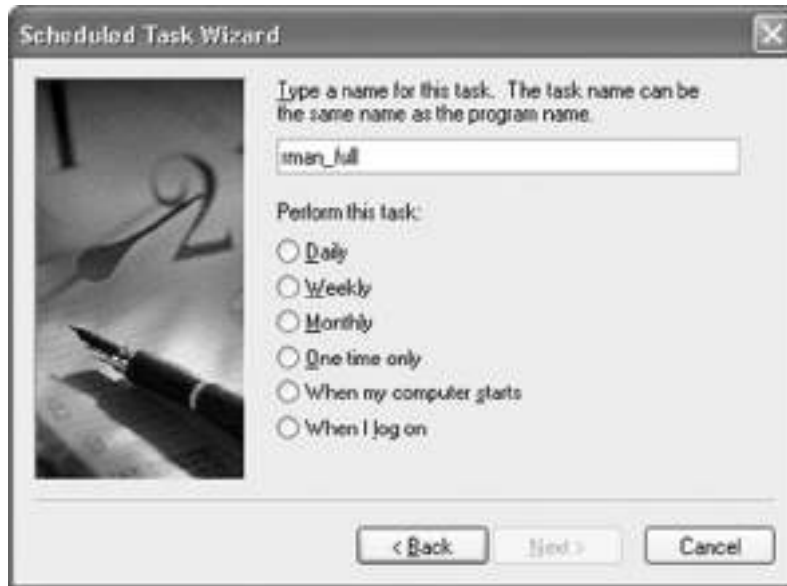 Scheduled Task Wizard
Type a name for this task. The task name can be
the same name as the program name.
rman_full
Perform this task:
Daily
Weekly
Monthly
One time only
When my computer starts
When I log on
< Back
Next >
Cancel
2